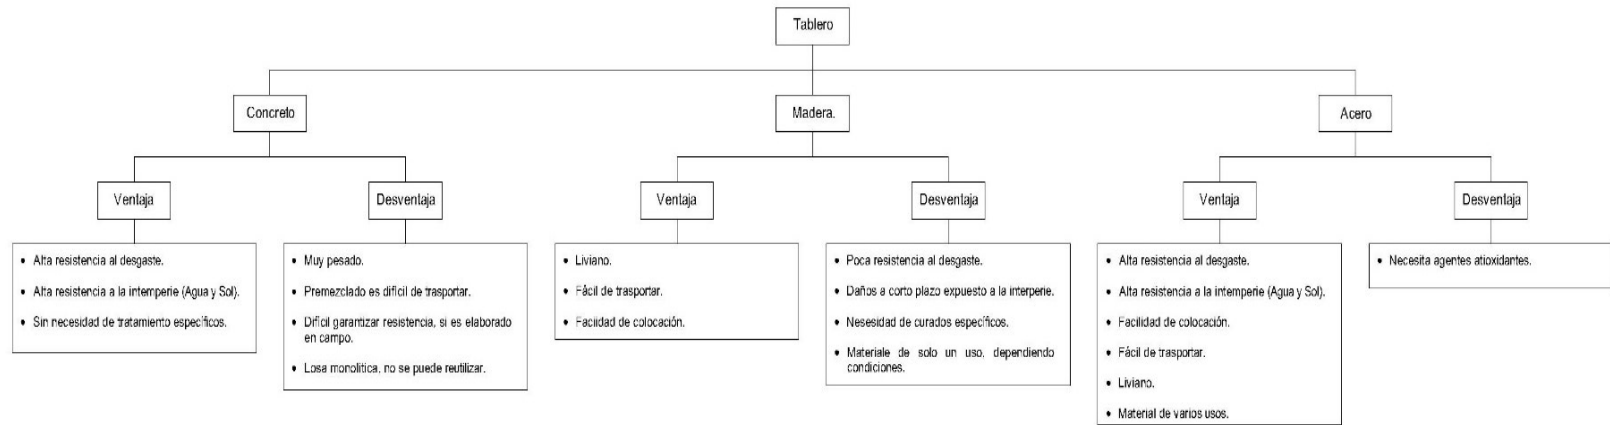 Tablero
Concreto
Madera.
Acero
Ventaja
Desventaja
Ventaja
Desventaja
Ventaja
Desventaja
• Alta resistencia al desgaste.
• Alta resistencia a la intemperie (Agua y Sol).
• Sin necesidad de tratamiento específicos.
• Muy pesado.
• Premezclado es difícil de trasportar.
• Difícil garantizar resistencia, si es elaborado
en campo.
• Losa monolítica, no se puede reutilizar.
• Liviano.
• Fácil de trasportar.
• Faciidad de colocación.
• Poca resistencia al desgaste.
• Daños a corto plazo expuesto a la interperie.
• Nesesidad de curados específicos.
• Materiale de solo un uso, dependiendo
condiciones.
• Alta resistencia al desgaste.
• Alta resistencia a la intemperie (Agua y Sol).
• Facilidad de colocación.
• Fácil de trasportar.
• Liviano.
• Material de varios usos.
• Necesita agentes atioxidantes.